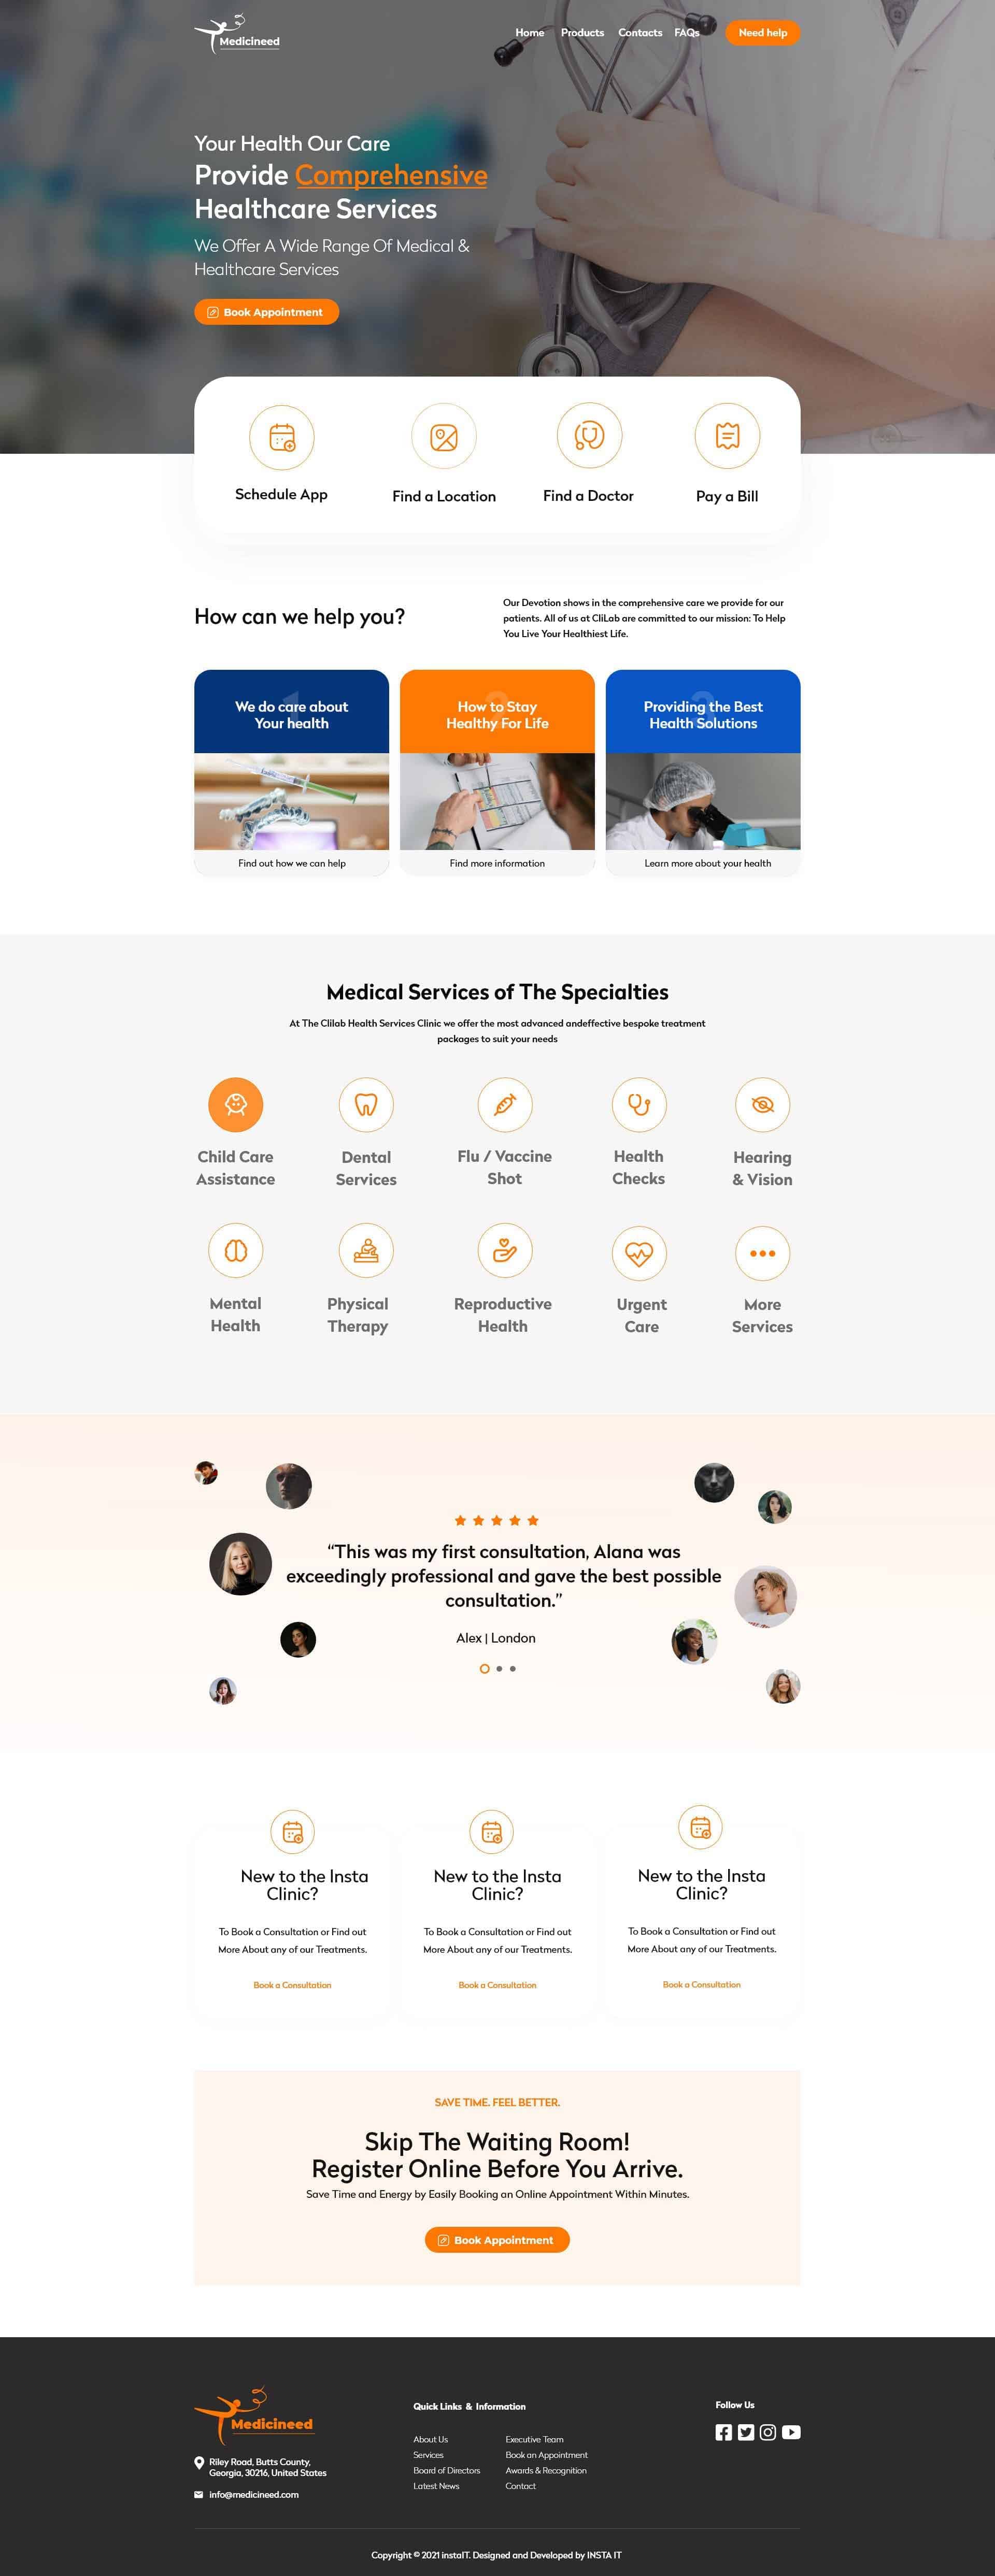 Medicineed
Home Products Contacts FAQs Need help
Your Health Our Care
Provide Comprehensive
Healthcare Services
We Offer A Wide Range Of Medical &
Healthcare Services
Book Appointment
Schedule App
Find a Location
Find a Doctor
Pay a Bill
How can we help you?
Our Devotion shows in the comprehensive care we provide for our
patients. All of us at CliLab are committed to our mission: To Help
You Live Your Healthiest Life.
1
We do care about
Your health
Find out how we can help
2
How to Stay
Healthy For Life
Find more information
3
Providing the Best
Health Solutions
Learn more about your health
Medical Services of The Specialties
At The Clilab Health Services Clinic we offer the most advanced andeffective bespoke treatment
packages to suit your needs
Child Care
Assistance
Dental
Services
Flu / Vaccine
Shot
Health
Checks
Hearing
& Vision
Mental
Health
Physical
Therapy
Reproductive
Health
Urgent
Care
More
Services
“This was my first consultation, Alana was
exceedingly professional and gave the best possible
consultation.”
Alex | London
New to the Insta
Clinic?
To Book a Consultation or Find out
More About any of our Treatments.
Book a Consultation
New to the Insta
Clinic?
To Book a Consultation or Find out
More About any of our Treatments.
Book a Consultation
New to the Insta
Clinic?
To Book a Consultation or Find out
More About any of our Treatments.
Book a Consultation
SAVE TIME. FEEL BETTER.
Skip The Waiting Room!
Register Online Before You Arrive.
Save Time and Energy by Easily Booking an Online Appointment Within Minutes.
Book Appointment
Medicineed
Riley Road, Butts County,
Georgia, 30216, United States
info@medicineed.com
Quick Links & Information
About Us
Services
Board of Directors
Latest News
Executive Team
Book an Appointment
Awards & Recognition
Contact
Follow Us
Copyright © 2021 instaIT. Designed and Developed by INSTA IT